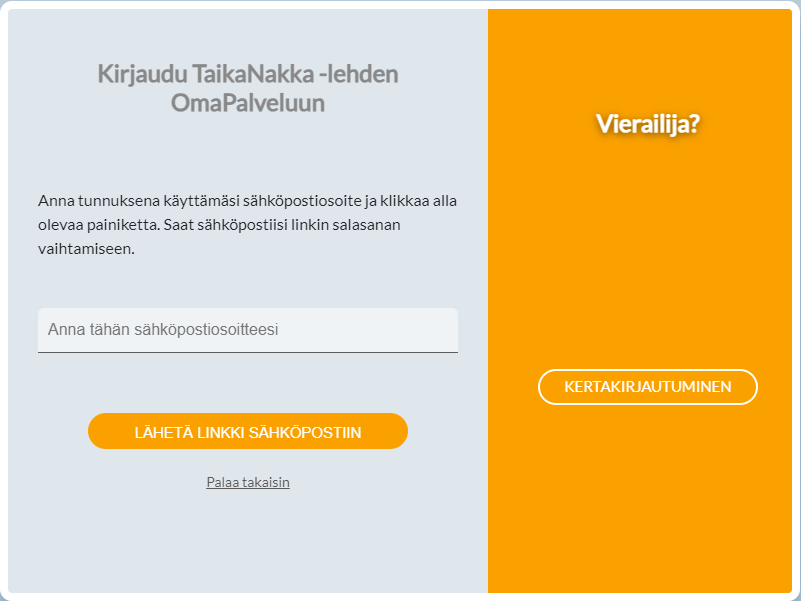 Kirjaudu TaikaNakka -lehden
OmaPalveluun
Anna tunnuksena käyttämäsi sähköpostiosoite ja klikkaa alla
olevaa painiketta. Saat sähköpostiisi linkin salasanan
vaihtamiseen.
Anna tähän sähköpostiosoitteesi
LÄHETÄ LINKKI SÄHKÖPOSTIIN
Palaa takaisin
Vierailija?
KERTAKIRJAUTUMINEN